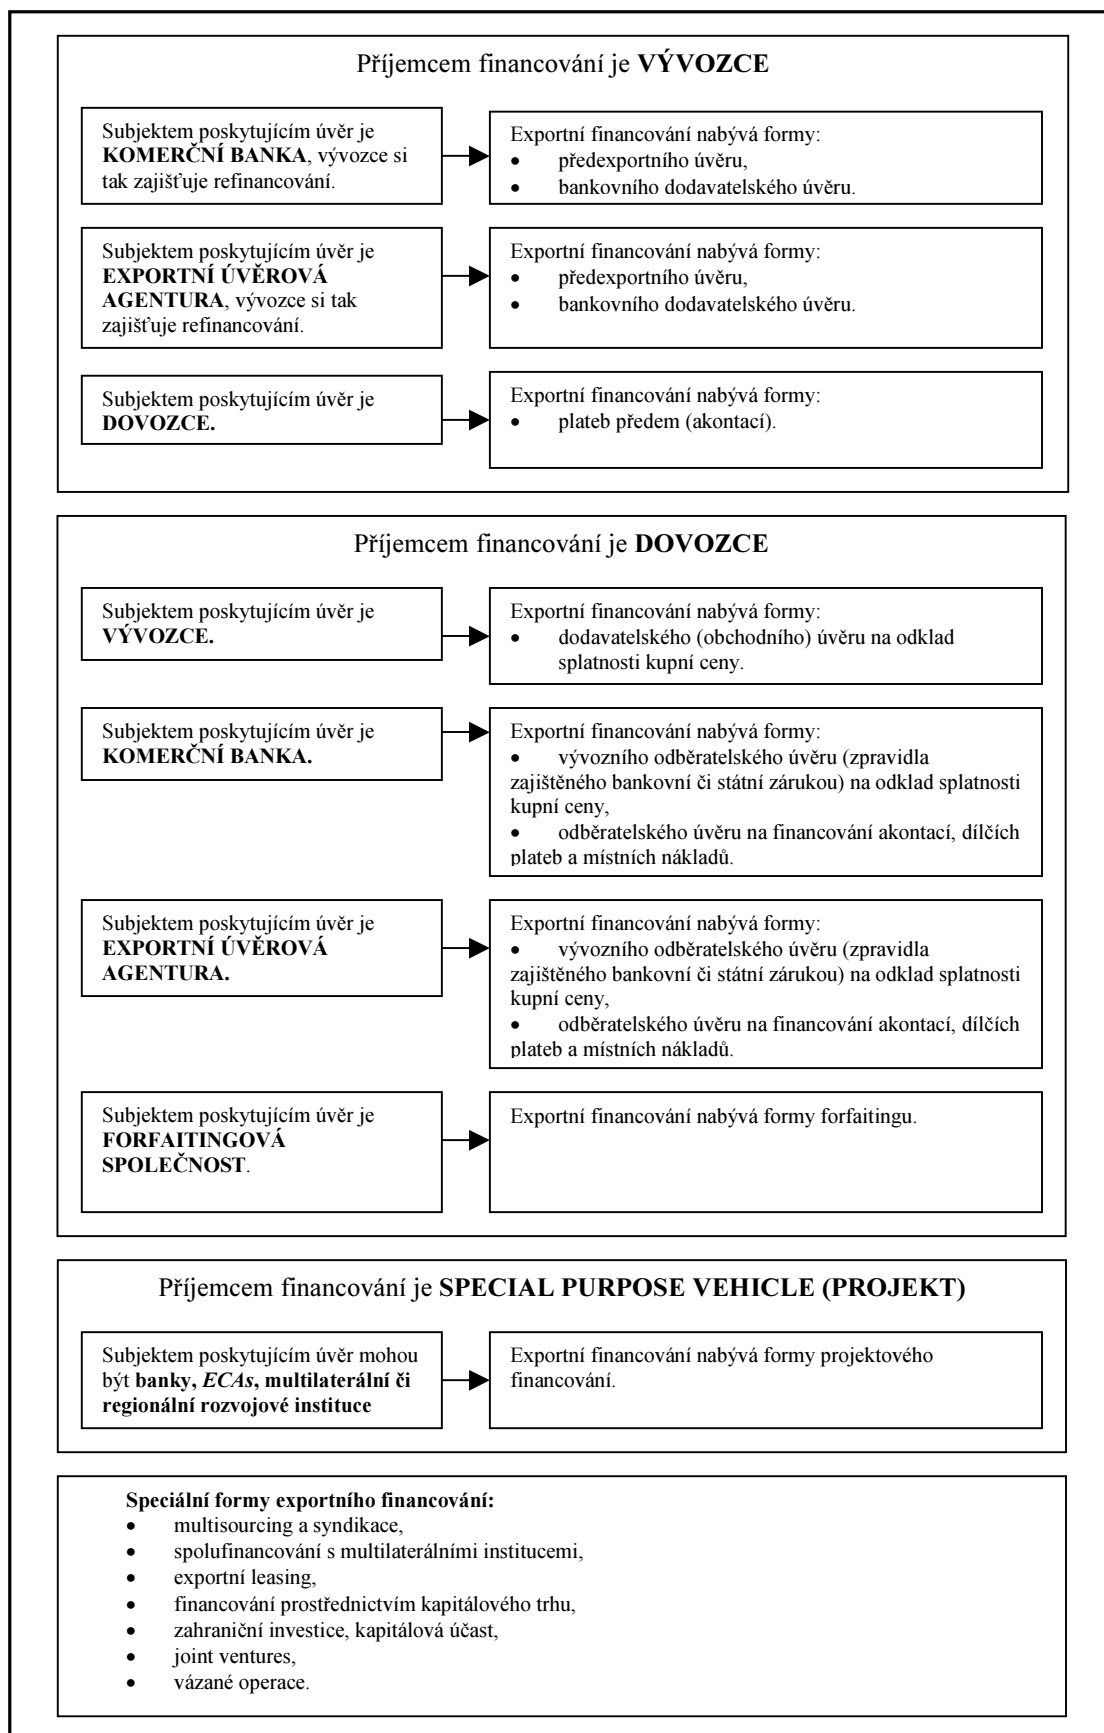 Příjemcem financování je VÝVOZCE
Subjektem poskytujícím úvěr je
KOMERČNÍ BANKA, vývozce si
tak zajišťuje refinancování.
Exportní financování nabývá formy:
• předexportního úvěru,
• bankovního dodavatelského úvěru.
Subjektem poskytujícím úvěr je
EXPORTNÍ ÚVĚROVÁ
AGENTURA, vývozce si tak
zajišťuje refinancování.
Exportní financování nabývá formy:
• předexportního úvěru,
• bankovního dodavatelského úvěru.
Subjektem poskytujícím úvěr je
DOVOZCE.
Exportní financování nabývá formy:
• plateb předem (akontací).
Příjemcem financování je DOVOZCE
Subjektem poskytujícím úvěr je
VÝVOZCE.
Exportní financování nabývá formy:
• dodavatelského (obchodního) úvěru na odklad
splatnosti kupní ceny.
Subjektem poskytujícím úvěr je
KOMERČNÍ BANKA.
Exportní financování nabývá formy:
• vývozního odběratelského úvěru (zpravidla
zajištěného bankovní či státní zárukou) na odklad splatnosti
kupní ceny,
• odběratelského úvěru na financování akontací, dílčích
plateb a místních nákladů.
Subjektem poskytujícím úvěr je
EXPORTNÍ ÚVĚROVÁ
AGENTURA.
Exportní financování nabývá formy:
• vývozního odběratelského úvěru (zpravidla
zajištěného bankovní či státní zárukou) na odklad splatnosti
kupní ceny,
• odběratelského úvěru na financování akontací, dílčích
plateb a místních nákladů.
Subjektem poskytujícím úvěr je
FORFAITINGOVÁ
SPOLEČNOST.
Exportní financování nabývá formy forfaitingu.
Příjemcem financování je SPECIAL PURPOSE VEHICLE (PROJEKT)
Subjektem poskytujícím úvěr mohou
být banky, ECAs, multilaterální či
regionální rozvojové instituce
Exportní financování nabývá formy projektového
financování.
Speciální formy exportního financování:
• multisourcing a syndikace,
• spolufinancování s multilaterálními institucemi,
• exportní leasing,
• financování prostřednictvím kapitálového trhu,
• zahraniční investice, kapitálová účast,
• joint ventures,
• vázané operace.